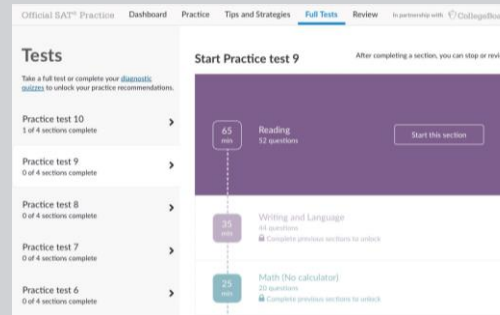 Official SAT® Practice Dashboard Practice Tips and Strategies Full Tests Review In partnership with CollegeBoa
Tests
Take a full test or complete your diagnostic
quizzes to unlock your practice recommendations.
Practice test 10
1 of 4 sections complete
Practice test 9
0 of 4 sections complete
Practice test 8
0 of 4 sections complete
Practice test 7
0 of 4 sections complete
Practice test 6
0 of 4 sections complete
Start Practice test 9
After completing a section, you can stop or revi
65
min
Reading
52 questions
Start this section
35
min
Writing and Language
44 questions
Complete previous sections to unlock
25
min
Math (No calculator)
20 questions
Complete previous sections to unlock